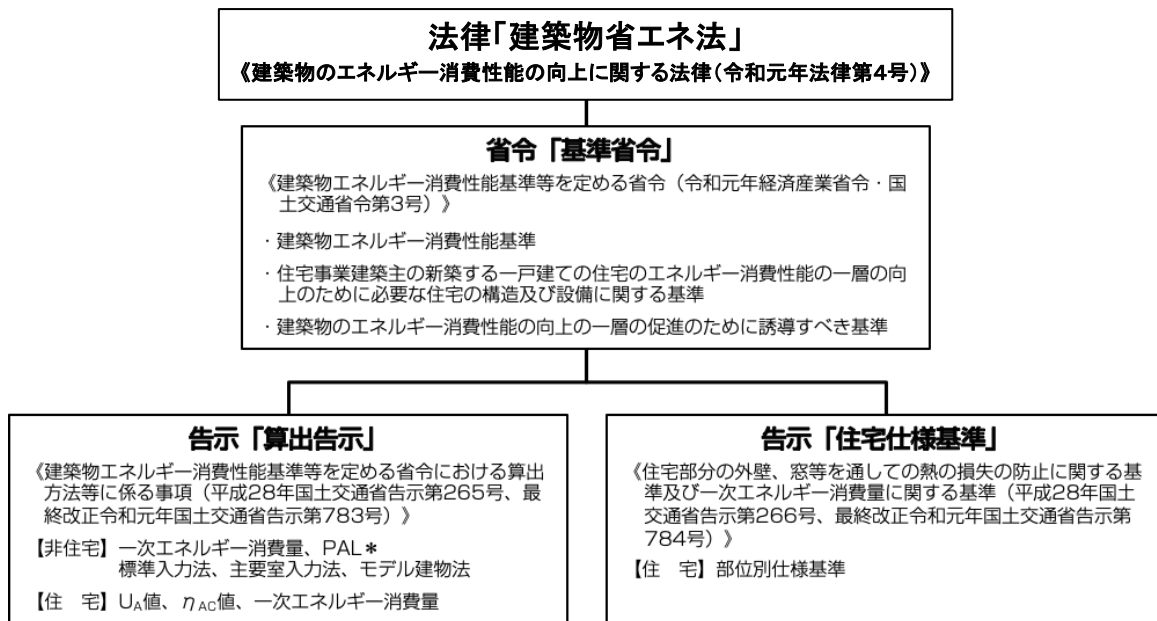 法律「建築物省エネ法」
《建築物のエネルギー消費性能の向上に関する法律（令和元年法律第4号）》
省令「基準省令」
《建築物エネルギー消費性能基準等を定める省令（令和元年経済産業省令・国
土交通省令第3号）》
・建築物エネルギー消費性能基準
・住宅事業建築主の新築する一戸建ての住宅のエネルギー消費性能の一層の向
上のために必要な住宅の構造及び設備に関する基準
・建築物のエネルギー消費性能の向上の一層の促進のために誘導すべき基準
告示「算出告示」
《建築物エネルギー消費性能基準等を定める省令における算出
方法等に係る事項（平成28年国土交通省告示第265号、最
終改正令和元年国土交通省告示第783号）》
【非住宅】一次エネルギー消費量、PAL＊
標準入力法、主要室入力法、モデル建物法
【住　宅】UA値、ηAC値、一次エネルギー消費量
告示「住宅仕様基準」
《住宅部分の外壁、窓等を通しての熱の損失の防止に関する基
準及び一次エネルギー消費量に関する基準（平成28年国土
交通省告示第266号、最終改正令和元年国土交通省告示第
784号）》
【住　宅】部位別仕様基準